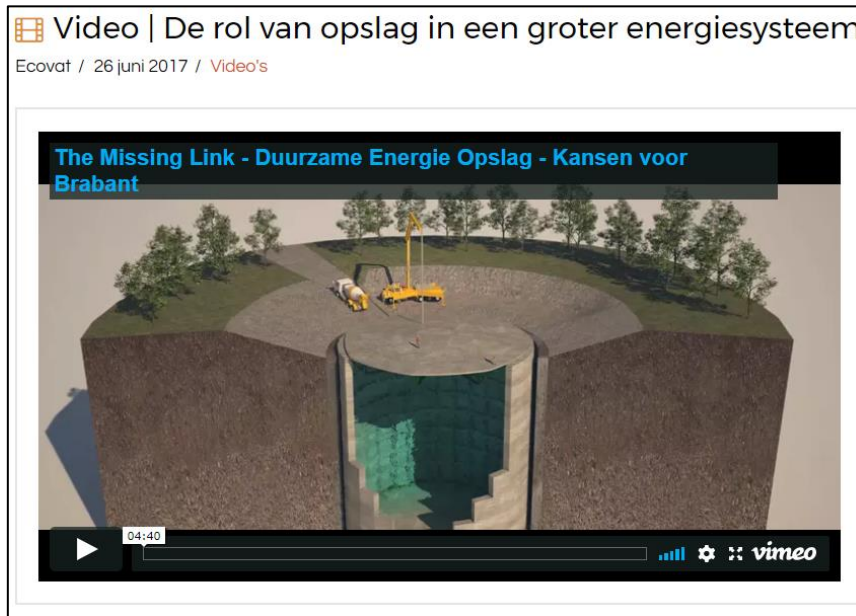 Video | De rol van opslag in een groter energiesysteem
Ecovat / 26 juni 2017 / Video's
The Missing Link - Duurzame Energie Opslag - Kansen voor
Brabant
04:40
vimeo